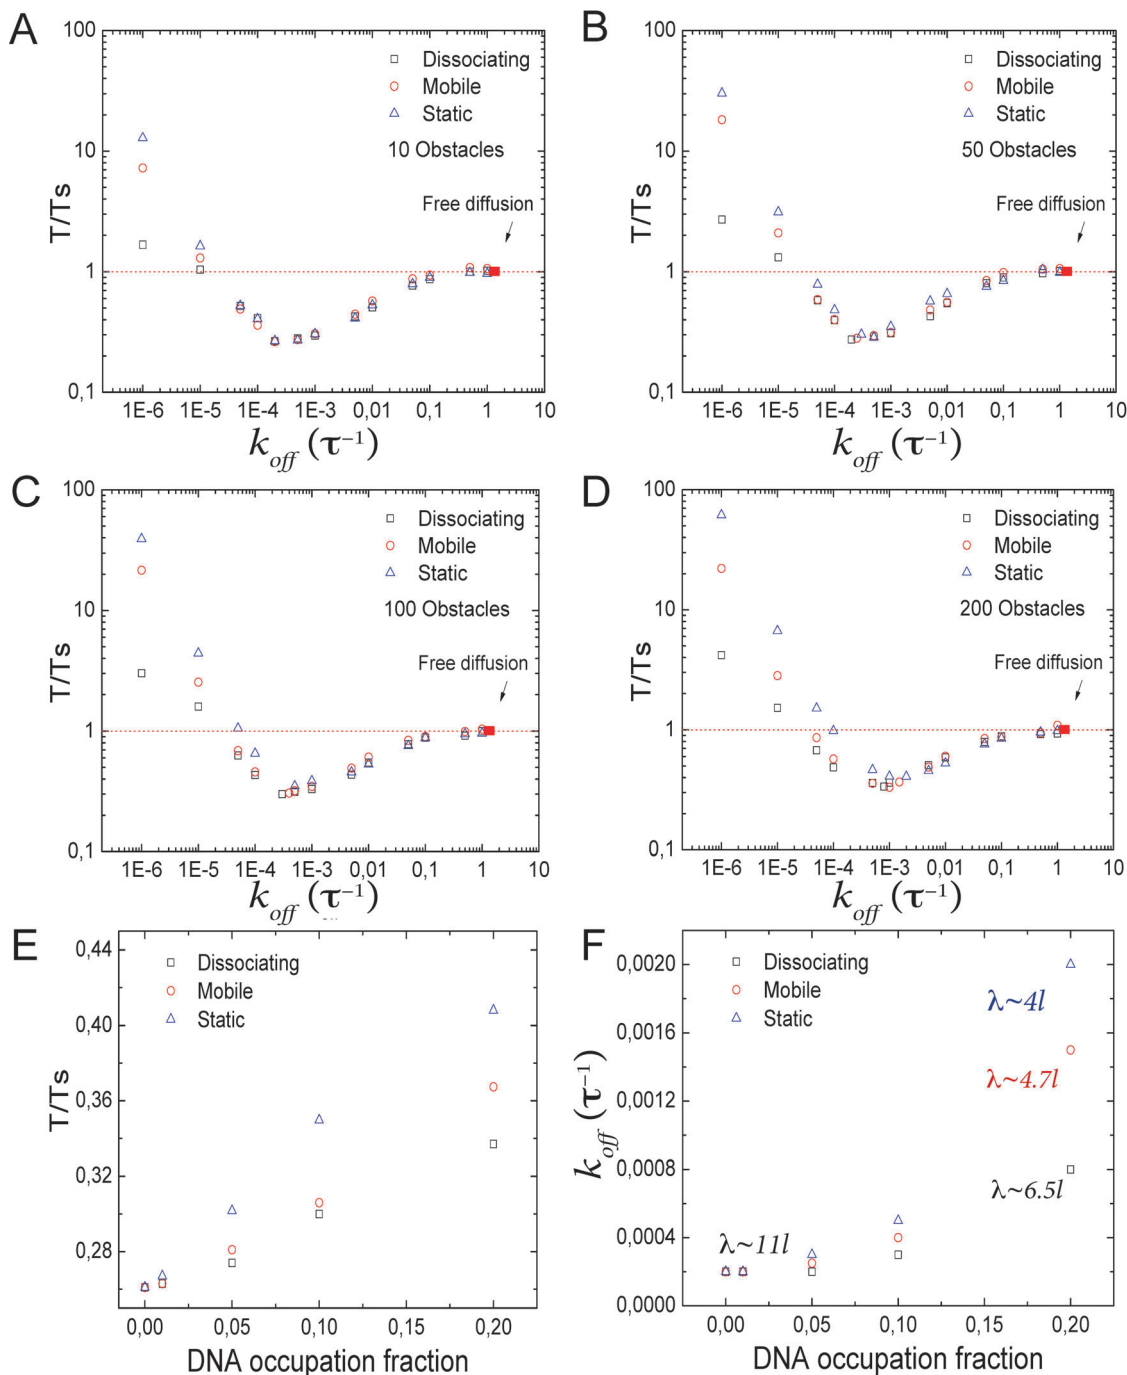 A
100
10
1
0,1
T/Ts
Dissociating
Mobile
Static
10 Obstacles
Free diffusion
1E-6 1E-5 1E-4 1E-3 0,01 0,1 1 10
k_off (τ⁻¹)
B
100
10
1
0,1
T/Ts
Dissociating
Mobile
Static
50 Obstacles
Free diffusion
1E-6 1E-5 1E-4 1E-3 0,01 0,1 1 10
k_off (τ⁻¹)
C
100
10
1
0,1
T/Ts
Dissociating
Mobile
Static
100 Obstacles
Free diffusion
1E-6 1E-5 1E-4 1E-3 0,01 0,1 1 10
k_off (τ⁻¹)
D
100
10
1
0,1
T/Ts
Dissociating
Mobile
Static
200 Obstacles
Free diffusion
1E-6 1E-5 1E-4 1E-3 0,01 0,1 1 10
k_off (τ⁻¹)
E
0,44
0,40
0,36
0,32
0,28
T/Ts
Dissociating
Mobile
Static
0,00 0,05 0,10 0,15 0,20
DNA occupation fraction
F
0,0020
0,0016
0,0012
0,0008
0,0004
0,0000
k_off (τ⁻¹)
Dissociating
Mobile
Static
λ~4l
λ~4.7l
λ~6.5l
λ~11l
0,00 0,05 0,10 0,15 0,20
DNA occupation fraction